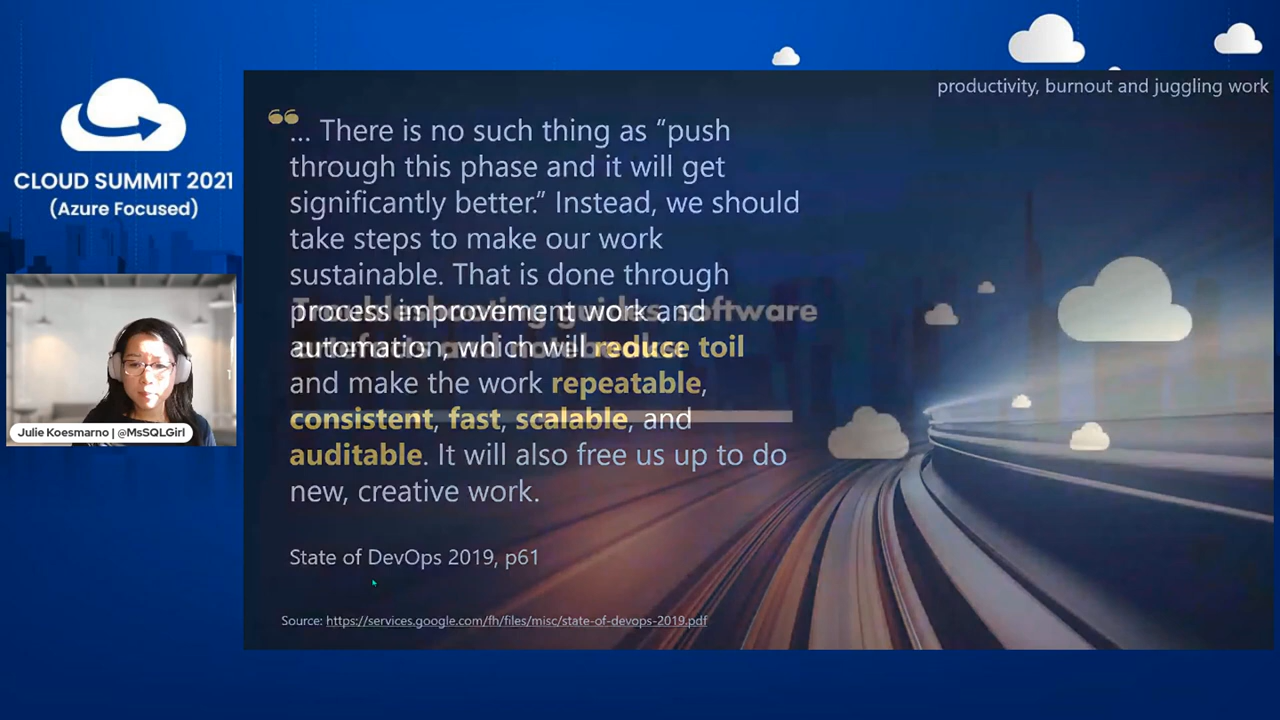 productivity, burnout and juggling work
... There is no such thing as “push
through this phase and it will get
significantly better.” Instead, we should
take steps to make our work
sustainable. That is done through
process improvement work and
automation, which will reduce toil
and make the work repeatable,
consistent, fast, scalable, and
auditable. It will also free us up to do
new, creative work.
State of DevOps 2019, p61
Source: https://services.google.com/fh/files/misc/state-of-devops-2019.pdf
CLOUD SUMMIT 2021
(Azure Focused)
Julie Koesmarno | @MsSQLGirl
guides, software